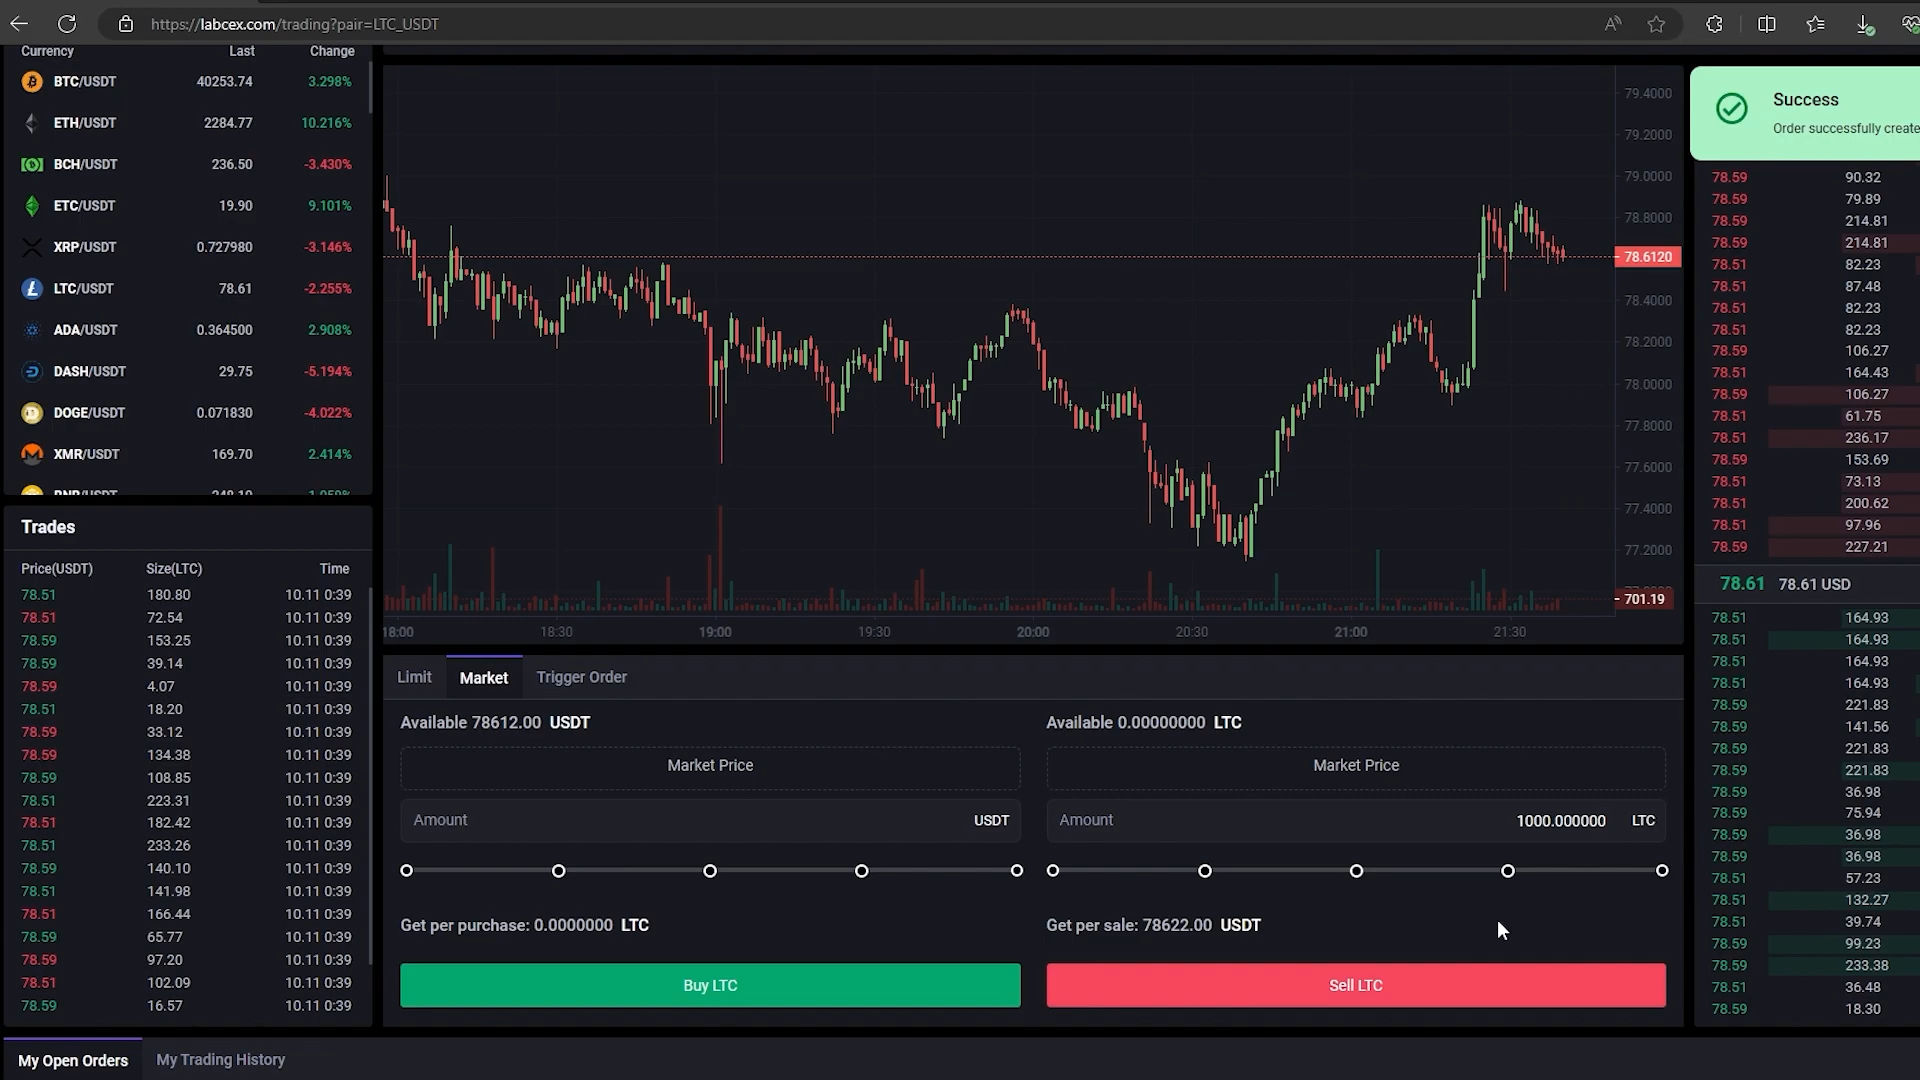 https://labcex.com/trading?pair=LTC_USDT
Currency Last Change
BTC/USDT 40253.74 3.298%
ETH/USDT 2284.77 10.216%
BCH/USDT 236.50 -3.430%
ETC/USDT 19.90 9.101%
XRP/USDT 0.727980 -3.146%
LTC/USDT 78.61 -2.255%
ADA/USDT 0.364500 2.908%
DASH/USDT 29.75 -5.194%
DOGE/USDT 0.071830 -4.022%
XMR/USDT 169.70 2.414%
Trades
Price(USDT) Size(LTC) Time
78.51 180.80 10.11 0:39
78.51 72.54 10.11 0:39
78.59 153.25 10.11 0:39
78.59 39.14 10.11 0:39
78.59 4.07 10.11 0:39
78.51 18.20 10.11 0:39
78.59 33.12 10.11 0:39
78.59 134.38 10.11 0:39
78.59 108.85 10.11 0:39
78.51 223.31 10.11 0:39
78.51 182.42 10.11 0:39
78.51 233.26 10.11 0:39
78.59 140.10 10.11 0:39
78.51 141.98 10.11 0:39
78.51 166.44 10.11 0:39
78.59 65.77 10.11 0:39
78.59 97.20 10.11 0:39
78.51 102.09 10.11 0:39
78.59 16.57 10.11 0:39
79.4000
79.2000
79.0000
78.8000
78.6120
78.4000
78.2000
78.0000
77.8000
77.6000
77.4000
77.2000
701.19
18:00 18:30 19:00 19:30 20:00 20:30 21:00 21:30
Limit Market Trigger Order
Available 78612.00 USDT
Market Price
Amount USDT
Get per purchase: 0.0000000 LTC
Buy LTC
Available 0.00000000 LTC
Market Price
Amount 1000.000000 LTC
Get per sale: 78622.00 USDT
Sell LTC
Success
Order successfully create
78.59 90.32
78.59 79.89
78.59 214.81
78.59 214.81
78.51 82.23
78.51 87.48
78.51 82.23
78.51 82.23
78.59 106.27
78.51 164.43
78.59 106.27
78.51 61.75
78.51 236.17
78.59 153.69
78.51 73.13
78.51 200.62
78.51 97.96
78.59 227.21
78.61 78.61 USD
78.51 164.93
78.51 164.93
78.51 164.93
78.51 164.93
78.59 221.83
78.51 141.56
78.59 221.83
78.59 221.83
78.59 36.98
78.59 75.94
78.59 36.98
78.59 36.98
78.51 57.23
78.51 132.27
78.51 39.74
78.59 99.23
78.59 233.38
78.51 36.48
78.59 18.30
My Open Orders My Trading History